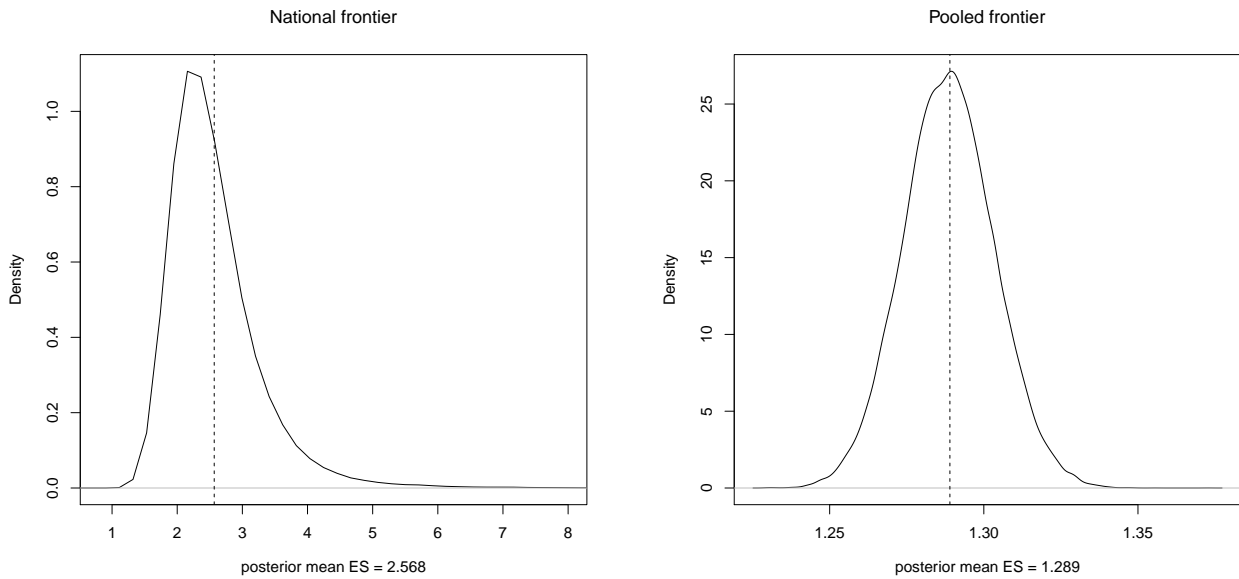 National frontier
Density
0.0 0.2 0.4 0.6 0.8 1.0
1 2 3 4 5 6 7 8
posterior mean ES = 2.568
Pooled frontier
Density
0 5 10 15 20 25
1.25 1.30 1.35
posterior mean ES = 1.289